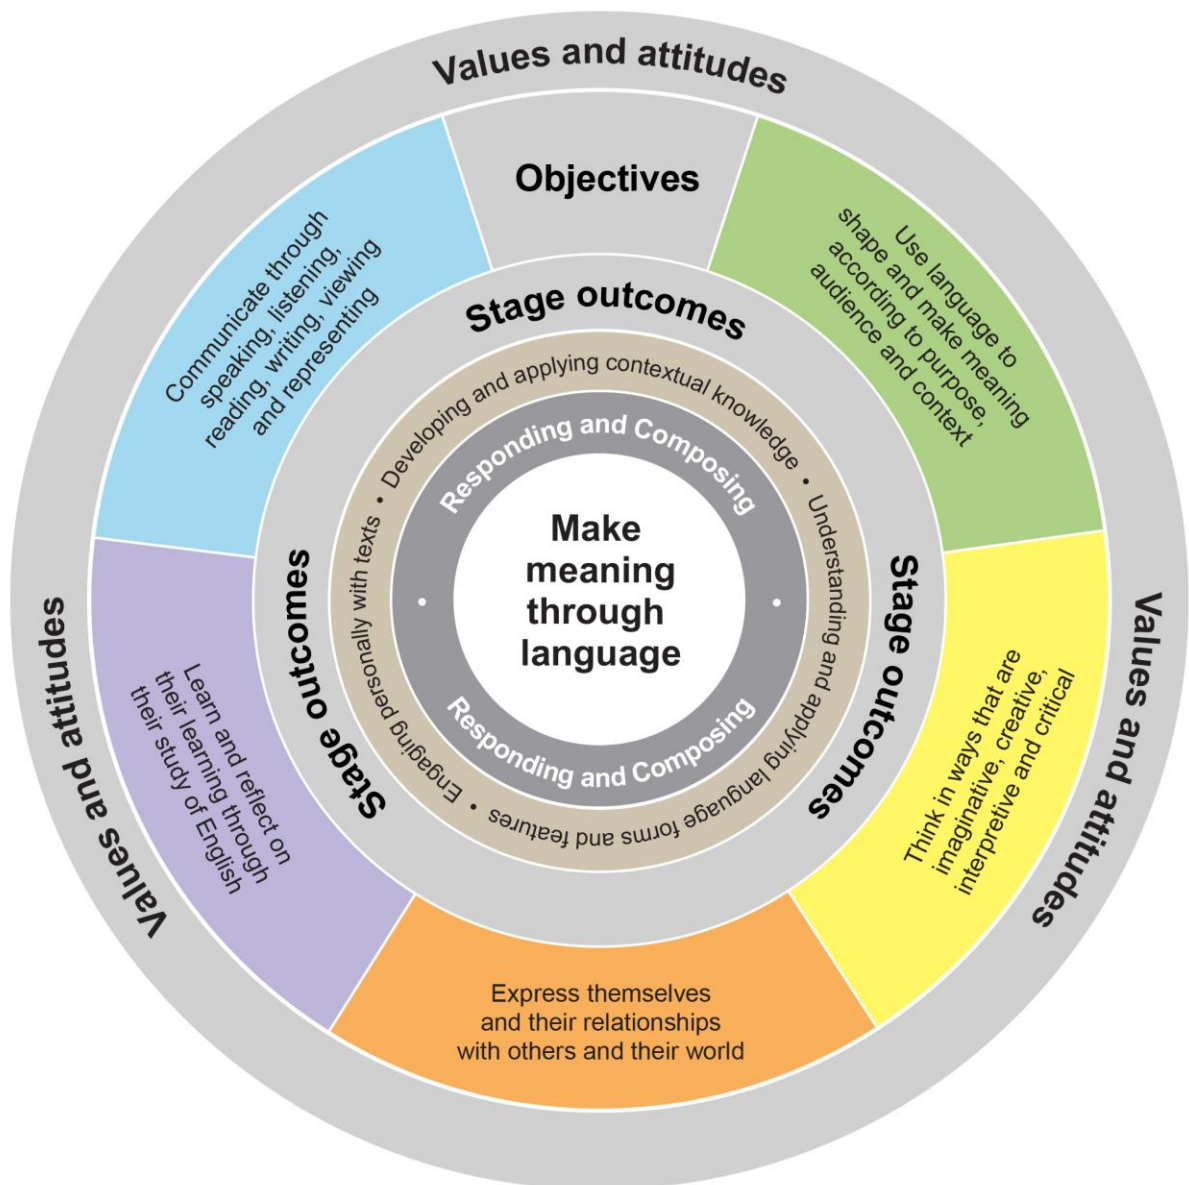 Values and attitudes
Objectives
Communicate through
speaking, listening,
reading, writing, viewing
and representing
Use language to
shape and make meaning
according to purpose,
audience and context
Stage outcomes
• Developing and applying contextual knowledge
• Understanding and applying language forms and features
• Engaging personally with texts
Responding and Composing
Make
meaning
through
language
Responding and Composing
Stage outcomes
Stage outcomes
Values and attitudes
Values and attitudes
Learn and reflect on
their learning through
their study of English
Think in ways that are
imaginative, creative,
interpretive and critical
Express themselves
and their relationships
with others and their world